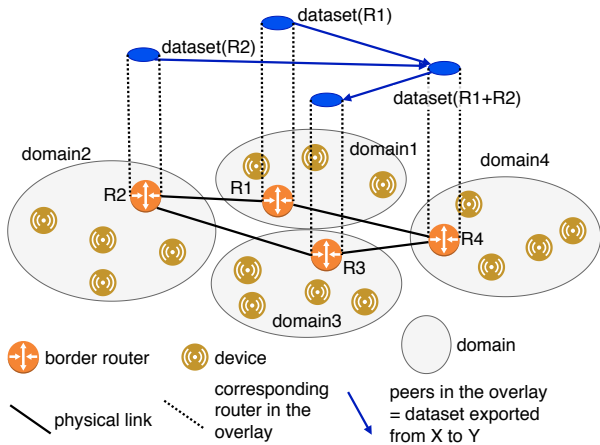 dataset(R1)
dataset(R2)
dataset(R1+R2)
domain1
domain2
domain4
R2
R1
R4
R3
domain3
border router
device
domain
physical link
corresponding
router in the
overlay
peers in the overlay
= dataset exported
from X to Y